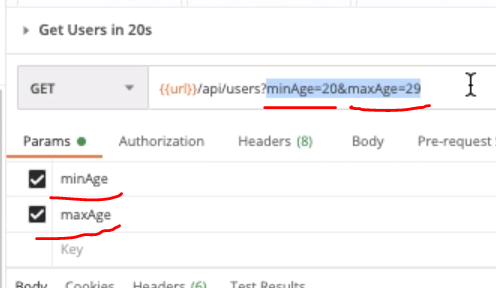 Get Users in 20s
GET {{url}}/api/users?minAge=20&maxAge=29
Params Authorization Headers (8) Body Pre-request
minAge
maxAge
Key
Body Cookies Headers (6) Test Results